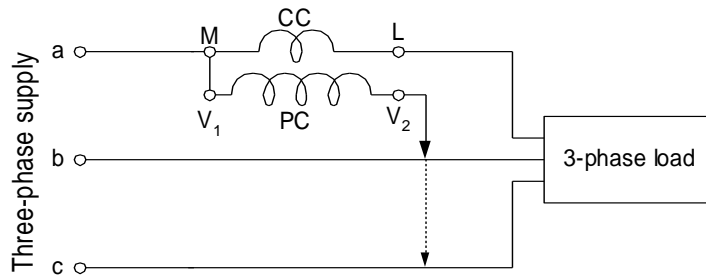 CC
M
L
a
V₁
PC
V₂
Three-phase supply
b
3-phase load
c